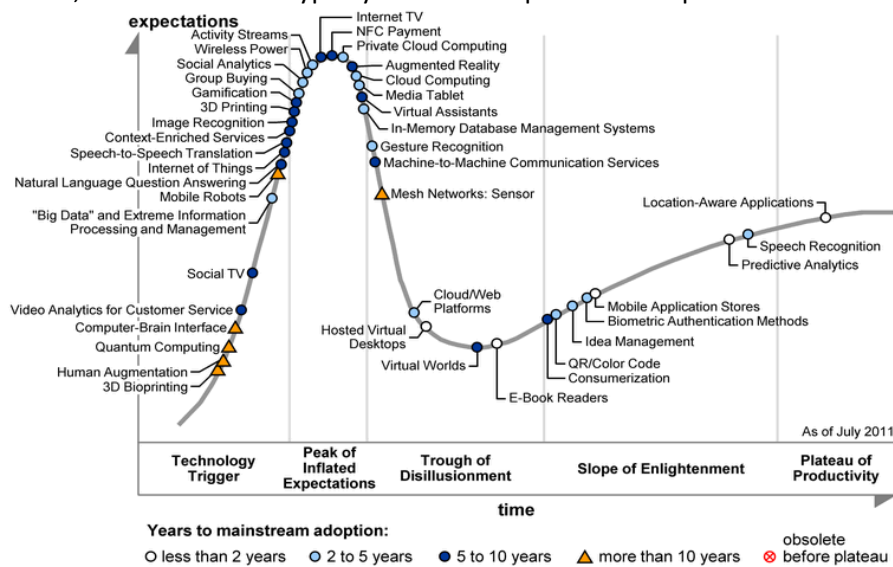 expectations
Internet TV
NFC Payment
Private Cloud Computing
Augmented Reality
Cloud Computing
Media Tablet
Virtual Assistants
In-Memory Database Management Systems
Gesture Recognition
Machine-to-Machine Communication Services
Mesh Networks: Sensor
Activity Streams
Wireless Power
Social Analytics
Group Buying
Gamification
3D Printing
Image Recognition
Context-Enriched Services
Speech-to-Speech Translation
Internet of Things
Natural Language Question Answering
Mobile Robots
"Big Data" and Extreme Information
Processing and Management
Social TV
Video Analytics for Customer Service
Computer-Brain Interface
Quantum Computing
Human Augmentation
3D Bioprinting
Cloud/Web
Platforms
Hosted Virtual
Desktops
Virtual Worlds
E-Book Readers
Location-Aware Applications
Speech Recognition
Predictive Analytics
Mobile Application Stores
Biometric Authentication Methods
Idea Management
QR/Color Code
Consumerization
As of July 2011
Technology
Trigger
Peak of
Inflated
Expectations
Trough of
Disillusionment
Slope of Enlightenment
Plateau of
Productivity
time
Years to mainstream adoption:
less than 2 years
2 to 5 years
5 to 10 years
more than 10 years
obsolete
before plateau